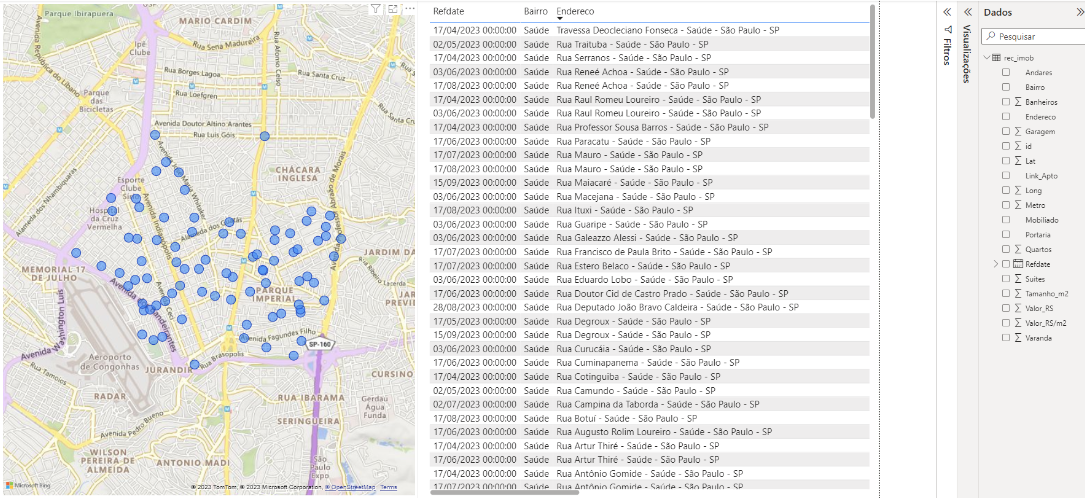 Parque Ibirapuera
MARIO CARDIM
Ipê Clube
Rua Sena Madureira
Rua Afonso Celso
Rua Santa Cruz
Rua Borges Lagoa
Rua Loefgren
Parque das Bicicletas
Avenida Doutor Altino Arantes
Rua Luís Góis
CHÁCARA INGLESA
Esporte Clube
Hospital da Cruz Vermelha
Avenida Indianópolis
JARDIM DA
MEMORIAL 17 DE JULHO
PARQUE IMPERIAL
Avenida Washington Luís
Avenida Fagundes Filho
SP-160
Rua Brasópolis
Aeroporto de Congonhas
JURANDIR
CURSINO
RADAR
Rua Tamoios
RUA IBARAMA
Gerdau Água Funda
SERINGUEIRA
Avenida Pedro Bueno
WILSON PEREIRA DE ALMEIDA
ANTONIO MADI
São Paulo Expo
Microsoft Bing
© 2023 TomTom, © 2023 Microsoft Corporation, © OpenStreetMap Terms
Refdate Bairro Endereco
17/04/2023 00:00:00 Saúde Travessa Deocleciano Fonseca - Saúde - São Paulo - SP
02/05/2023 00:00:00 Saúde Rua Traituba - Saúde - São Paulo - SP
17/04/2023 00:00:00 Saúde Rua Serranos - Saúde - São Paulo - SP
03/06/2023 00:00:00 Saúde Rua Reneé Achoa - Saúde - São Paulo - SP
17/08/2023 00:00:00 Saúde Rua Reneé Achoa - Saúde - São Paulo - SP
17/04/2023 00:00:00 Saúde Rua Raul Romeu Loureiro - Saúde - São Paulo - SP
03/06/2023 00:00:00 Saúde Rua Raul Romeu Loureiro - Saúde - São Paulo - SP
17/04/2023 00:00:00 Saúde Rua Professor Sousa Barros - Saúde - São Paulo - SP
17/06/2023 00:00:00 Saúde Rua Paracatu - Saúde - São Paulo - SP
17/07/2023 00:00:00 Saúde Rua Mauro - Saúde - São Paulo - SP
17/08/2023 00:00:00 Saúde Rua Mauro - Saúde - São Paulo - SP
15/09/2023 00:00:00 Saúde Rua Maiacaré - Saúde - São Paulo - SP
03/06/2023 00:00:00 Saúde Rua Macejana - Saúde - São Paulo - SP
17/08/2023 00:00:00 Saúde Rua Ituxi - Saúde - São Paulo - SP
03/06/2023 00:00:00 Saúde Rua Guaripe - Saúde - São Paulo - SP
03/06/2023 00:00:00 Saúde Rua Galeazzo Alessi - Saúde - São Paulo - SP
17/07/2023 00:00:00 Saúde Rua Francisco de Paula Brito - Saúde - São Paulo - SP
17/07/2023 00:00:00 Saúde Rua Estero Belaco - Saúde - São Paulo - SP
03/06/2023 00:00:00 Saúde Rua Eduardo Lobo - Saúde - São Paulo - SP
17/06/2023 00:00:00 Saúde Rua Doutor Cid de Castro Prado - Saúde - São Paulo - SP
28/08/2023 00:00:00 Saúde Rua Deputado João Bravo Caldeira - Saúde - São Paulo - SP
17/05/2023 00:00:00 Saúde Rua Degroux - Saúde - São Paulo - SP
15/09/2023 00:00:00 Saúde Rua Degroux - Saúde - São Paulo - SP
03/06/2023 00:00:00 Saúde Rua Curucáia - Saúde - São Paulo - SP
17/06/2023 00:00:00 Saúde Rua Cuminapanema - Saúde - São Paulo - SP
17/04/2023 00:00:00 Saúde Rua Cotinguiba - Saúde - São Paulo - SP
02/05/2023 00:00:00 Saúde Rua Camundo - Saúde - São Paulo - SP
02/07/2023 00:00:00 Saúde Rua Campina da Taborda - Saúde - São Paulo - SP
17/08/2023 00:00:00 Saúde Rua Botuí - Saúde - São Paulo - SP
17/06/2023 00:00:00 Saúde Rua Augusto Rolim Loureiro - Saúde - São Paulo - SP
17/04/2023 00:00:00 Saúde Rua Artur Thiré - Saúde - São Paulo - SP
17/06/2023 00:00:00 Saúde Rua Artur Thiré - Saúde - São Paulo - SP
17/04/2023 00:00:00 Saúde Rua Antônio Gomide - Saúde - São Paulo - SP
17/07/2023 00:00:00 Saúde Rua Antônio Gomide - Saúde - São Paulo - SP
Filtros
Visualizações
Dados
Pesquisar
rec_imob
Andares
Bairro
Banheiros
Endereco
Garagem
id
Lat
Link_Apto
Long
Metro
Mobiliado
Portaria
Quartos
Refdate
Suites
Tamanho_m2
Valor_RS
Valor_RS/m2
Varanda